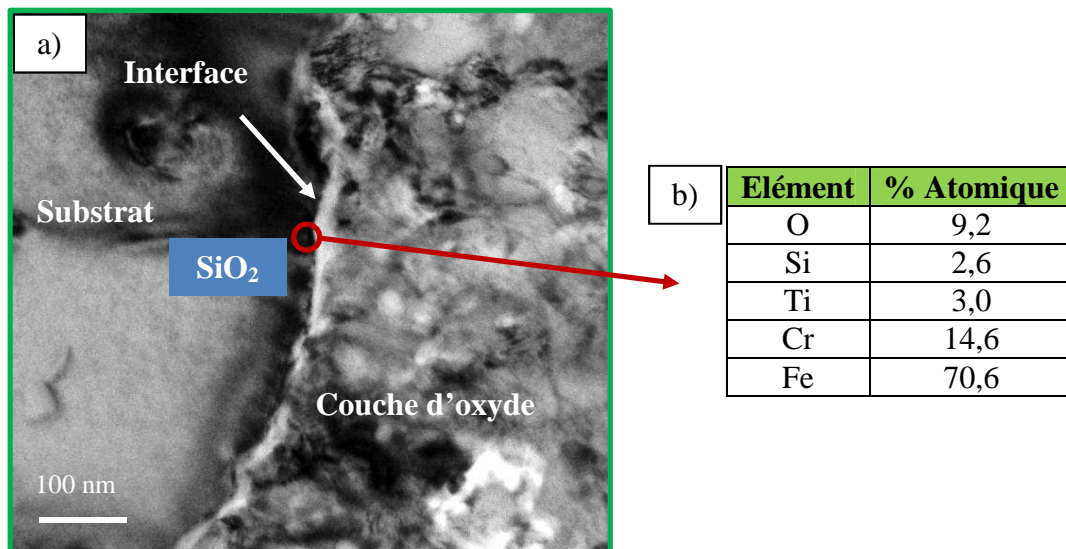 a)
Interface
Substrat
SiO₂
Couche d'oxyde
100 nm
b)
Elément % Atomique
O 9,2
Si 2,6
Ti 3,0
Cr 14,6
Fe 70,6